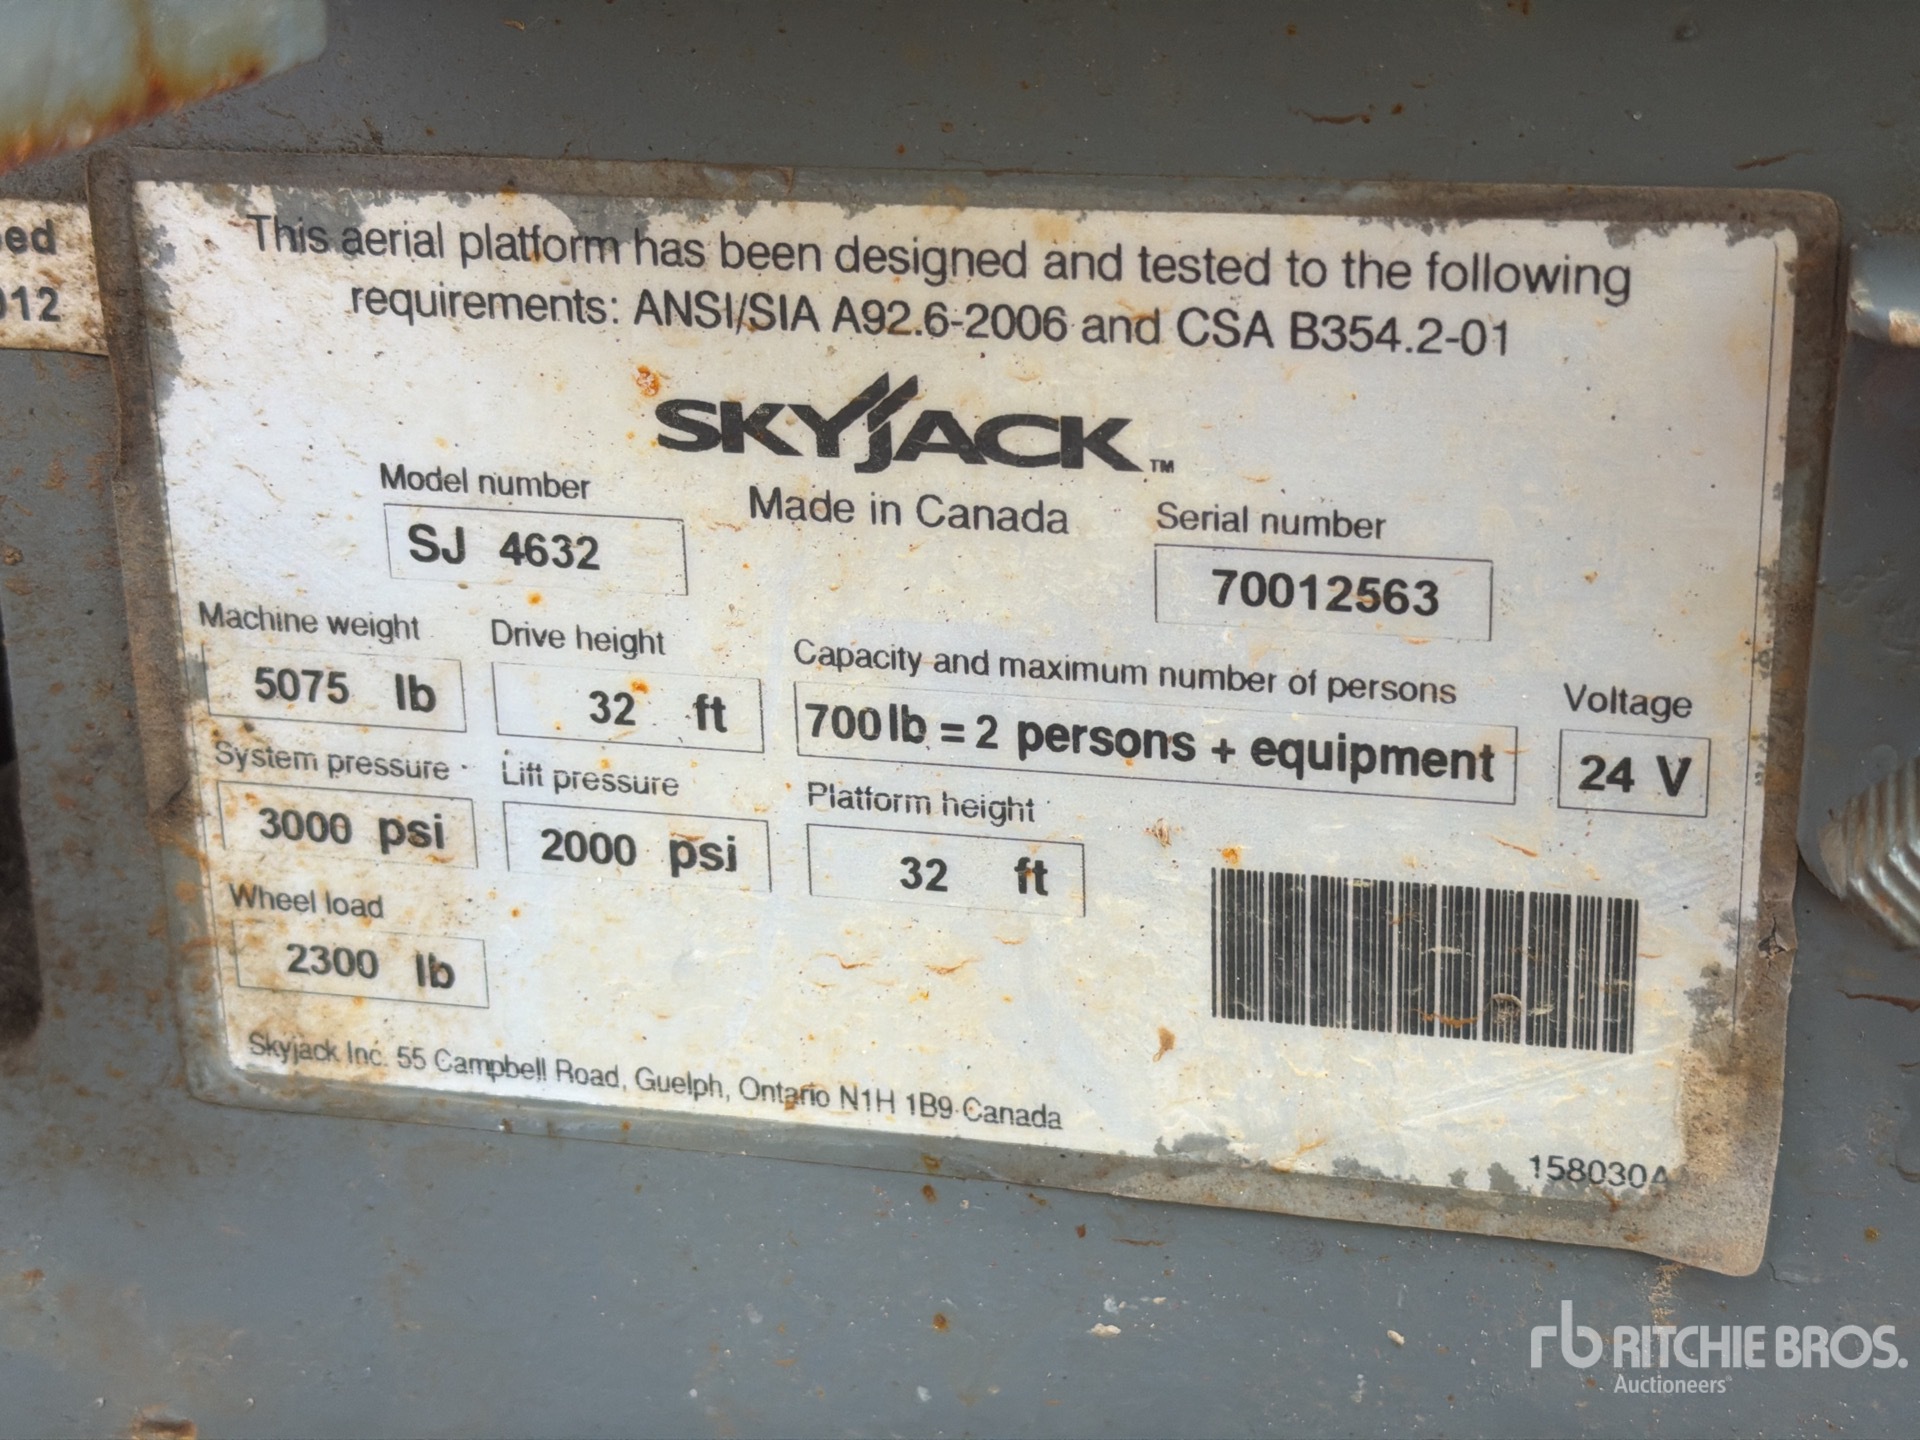 This aerial platform has been designed and tested to the following
requirements: ANSI/SIA A92.6-2006 and CSA B354.2-01
SKYJACK™
Made in Canada
Model number
SJ 4632
Serial number
70012563
Machine weight
5075 lb
Drive height
32 ft
Capacity and maximum number of persons
700 lb = 2 persons + equipment
Voltage
24 V
System pressure
3000 psi
Lift pressure
2000 psi
Platform height
32 ft
Wheel load
2300 lb
Skyjack Inc. 55 Campbell Road, Guelph, Ontario N1H 1B9 Canada
158030A
ed
012
rb RITCHIE BROS.
Auctioneers